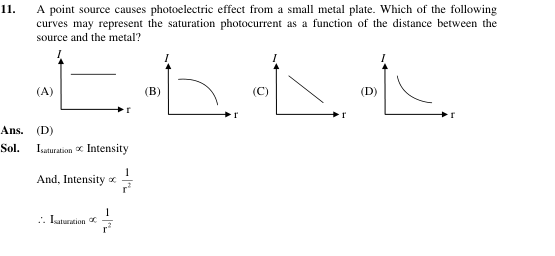 11. A point source causes photoelectric effect from a small metal plate. Which of the following
curves may represent the saturation photocurrent as a function of the distance between the
source and the metal?
I I I I
(A) (B) (C) (D)
r r r r
Ans. (D)
Sol. I_saturation ∝ Intensity
And, Intensity ∝ 1/r²
∴ I_saturation ∝ 1/r²